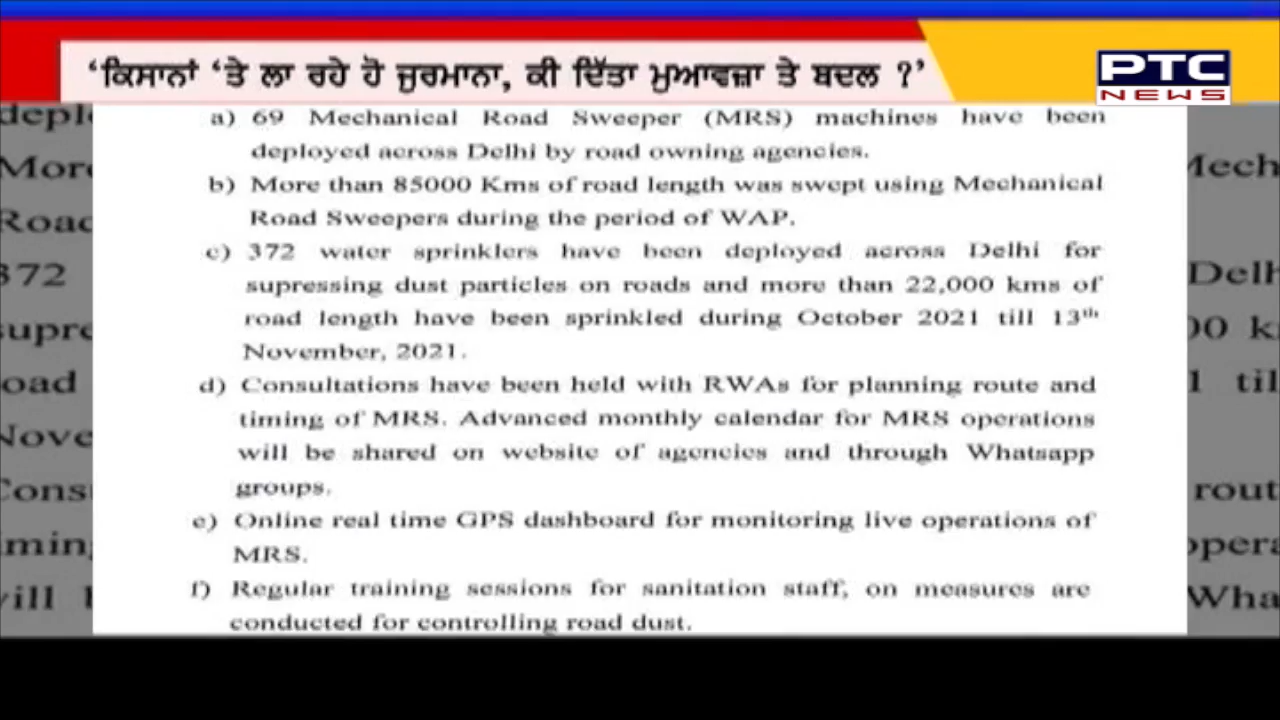 ‘ਕਿਸਾਨਾਂ ‘ਤੇ ਲਾ ਰਹੇ ਹੋ ਜੁਰਮਾਨਾ, ਕੀ ਦਿੱਤਾ ਮੁਆਵਜ਼ਾ ਤੇ ਬਦਲ ?’
PTC
NEWS
a) 69 Mechanical Road Sweeper (MRS) machines have been
deployed across Delhi by road owning agencies.
b) More than 85000 Kms of road length was swept using Mechanical
Road Sweepers during the period of WAP.
c) 372 water sprinklers have been deployed across Delhi for
supressing dust particles on roads and more than 22,000 kms of
road length have been sprinkled during October 2021 till 13th
November, 2021.
d) Consultations have been held with RWAs for planning route and
timing of MRS. Advanced monthly calendar for MRS operations
will be shared on website of agencies and through Whatsapp
groups.
e) Online real time GPS dashboard for monitoring live operations of
MRS.
f) Regular training sessions for sanitation staff, on measures are
conducted for controlling road dust.